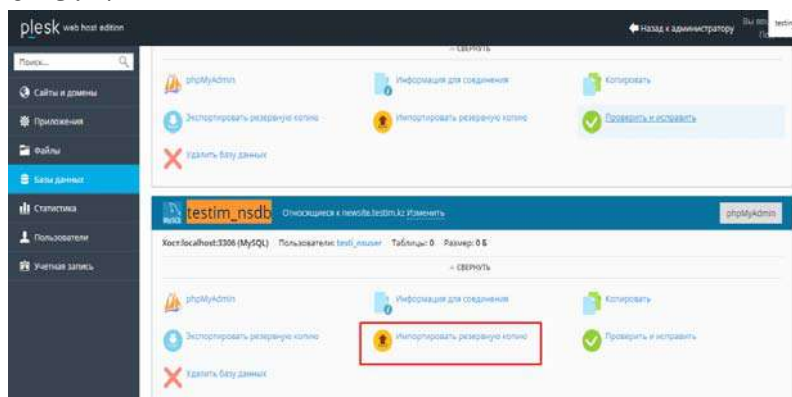 plesk web host edition
Назад к администратору
Вы
testim
Поиск...
Сайты и домены
Приложения
Файлы
Базы данных
Статистика
Пользователи
Учетная запись
СВЕРНУТЬ
phpMyAdmin Информация для соединения Копировать
Экспортировать резервную копию Импортировать резервную копию Проверить и исправить
Удалить базу данных
MySQL testim_nsdb Относящиеся к newsite.testim.kz Изменить phpMyAdmin
Хост:localhost:3306 (MySQL) Пользователи: testi_nsuser Таблицы: 0 Размер: 0 Б
СВЕРНУТЬ
phpMyAdmin Информация для соединения Копировать
Экспортировать резервную копию Импортировать резервную копию Проверить и исправить
Удалить базу данных